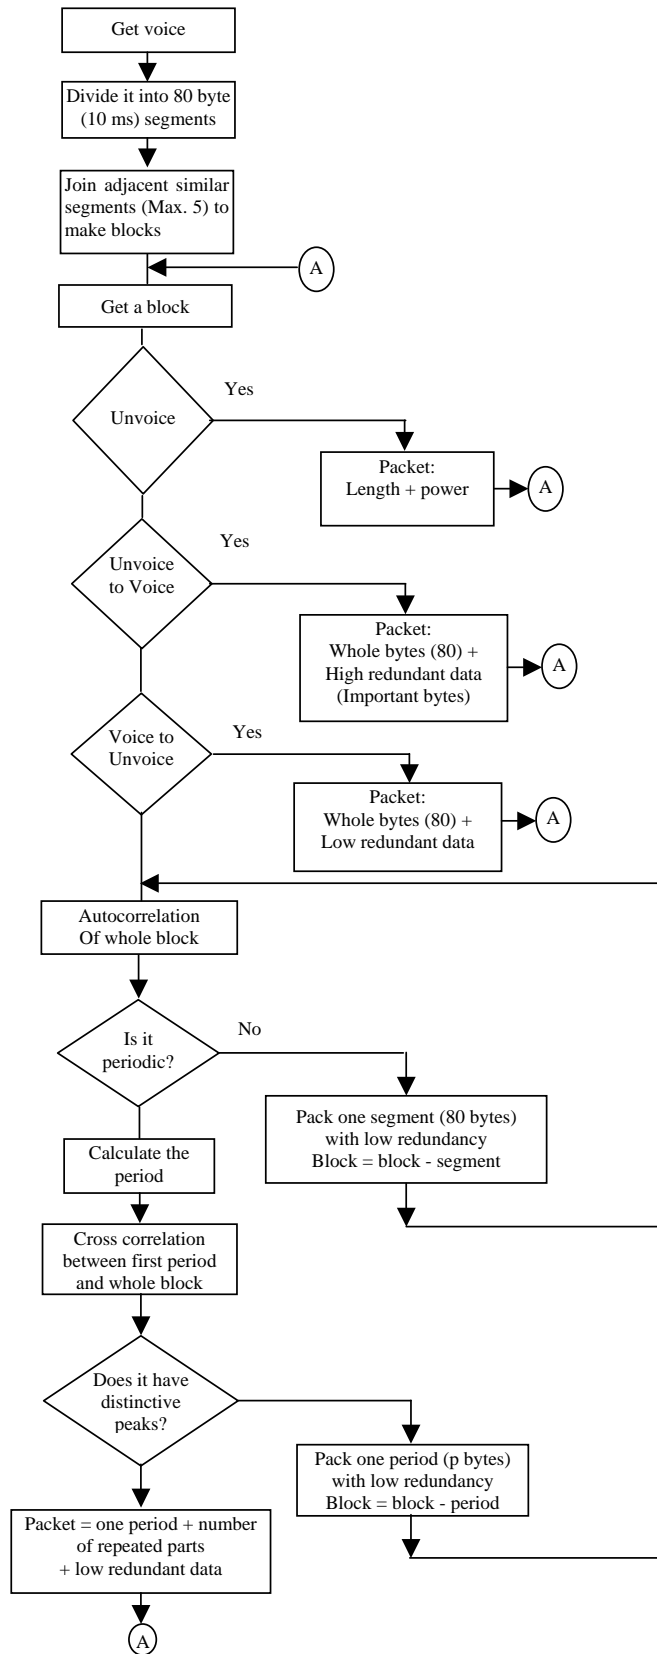 Get voice
Divide it into 80 byte
(10 ms) segments
Join adjacent similar
segments (Max. 5) to
make blocks
A
Get a block
Unvoice
Yes
Packet:
Length + power
A
Unvoice
to Voice
Yes
Packet:
Whole bytes (80) +
High redundant data
(Important bytes)
A
Voice to
Unvoice
Yes
Packet:
Whole bytes (80) +
Low redundant data
A
Autocorrelation
Of whole block
Is it
periodic?
No
Pack one segment (80 bytes)
with low redundancy
Block = block - segment
Calculate the
period
Cross correlation
between first period
and whole block
Does it have
distinctive
peaks?
Pack one period (p bytes)
with low redundancy
Block = block - period
Packet = one period + number
of repeated parts
+ low redundant data
A